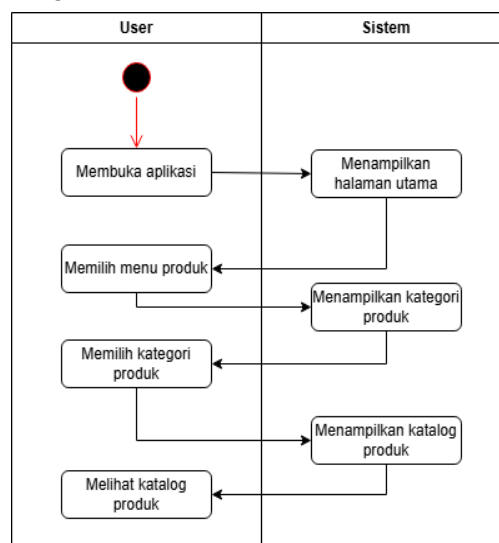 User
Sistem
Membuka aplikasi
Menampilkan
halaman utama
Memilih menu produk
Menampilkan kategori
produk
Memilih kategori
produk
Menampilkan katalog
produk
Melihat katalog
produk